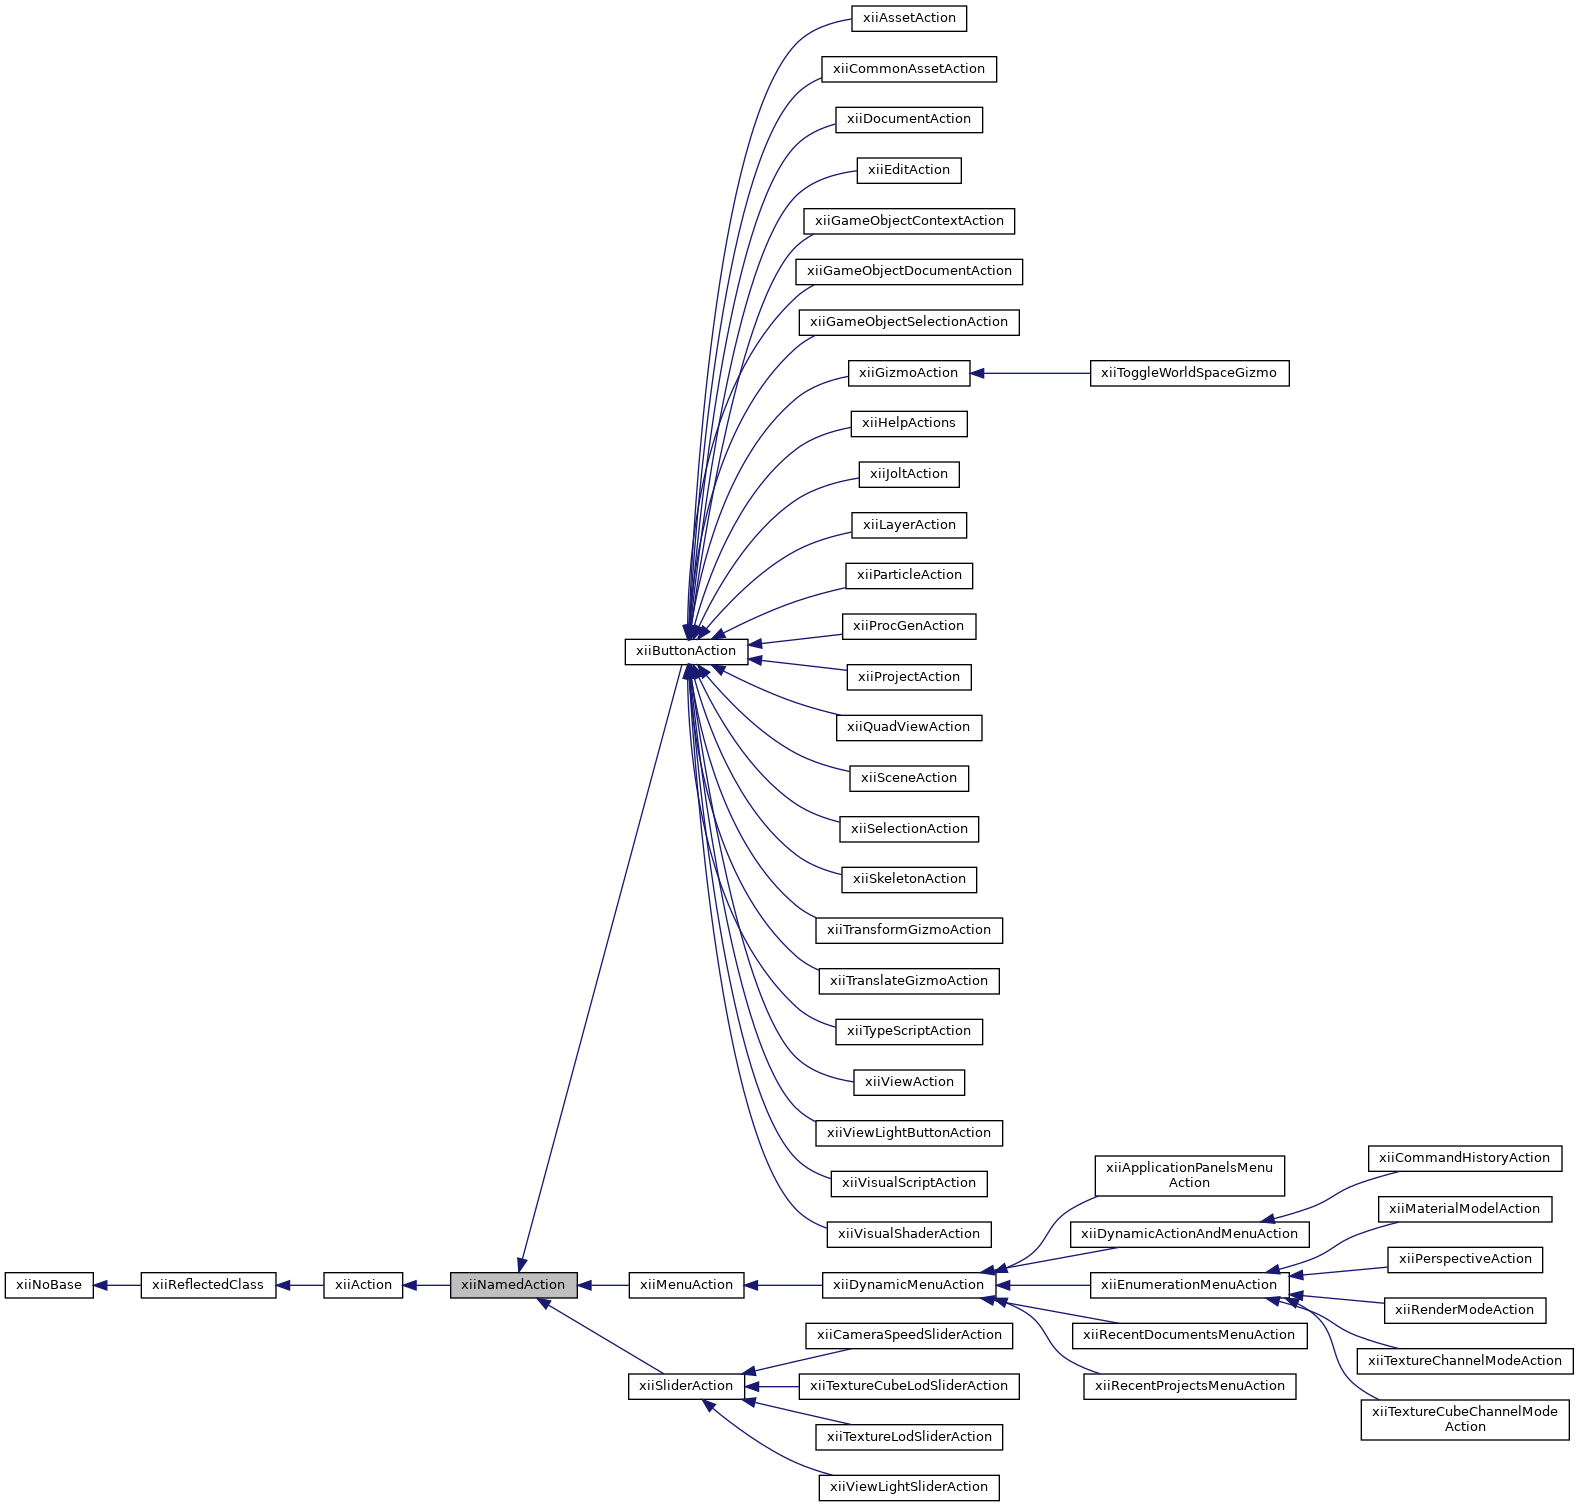 xiiAssetAction
xiiCommonAssetAction
xiiDocumentAction
xiiEditAction
xiiGameObjectContextAction
xiiGameObjectDocumentAction
xiiGameObjectSelectionAction
xiiGizmoAction
xiiToggleWorldSpaceGizmo
xiiHelpActions
xiiJoltAction
xiiLayerAction
xiiParticleAction
xiiProcGenAction
xiiButtonAction
xiiProjectAction
xiiQuadViewAction
xiiSceneAction
xiiSelectionAction
xiiSkeletonAction
xiiTransformGizmoAction
xiiTranslateGizmoAction
xiiTypeScriptAction
xiiViewAction
xiiViewLightButtonAction
xiiVisualScriptAction
xiiVisualShaderAction
xiiNoBase
xiiReflectedClass
xiiAction
xiiNamedAction
xiiMenuAction
xiiDynamicMenuAction
xiiApplicationPanelsMenu
Action
xiiDynamicActionAndMenuAction
xiiCommandHistoryAction
xiiEnumerationMenuAction
xiiMaterialModelAction
xiiPerspectiveAction
xiiRenderModeAction
xiiTextureChannelModeAction
xiiTextureCubeChannelMode
Action
xiiRecentDocumentsMenuAction
xiiRecentProjectsMenuAction
xiiSliderAction
xiiCameraSpeedSliderAction
xiiTextureCubeLodSliderAction
xiiTextureLodSliderAction
xiiViewLightSliderAction